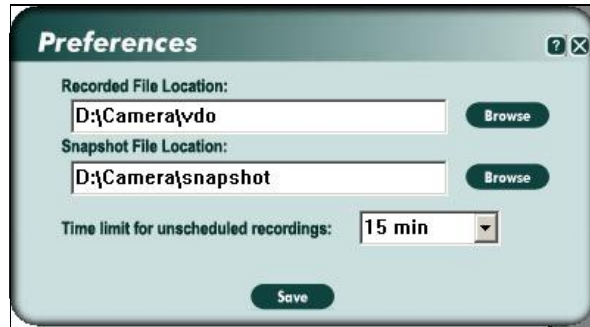 Preferences
?
Recorded File Location:
D:\Camera\vdo
Browse
Snapshot File Location:
D:\Camera\snapshot
Browse
Time limit for unscheduled recordings: 15 min
Save